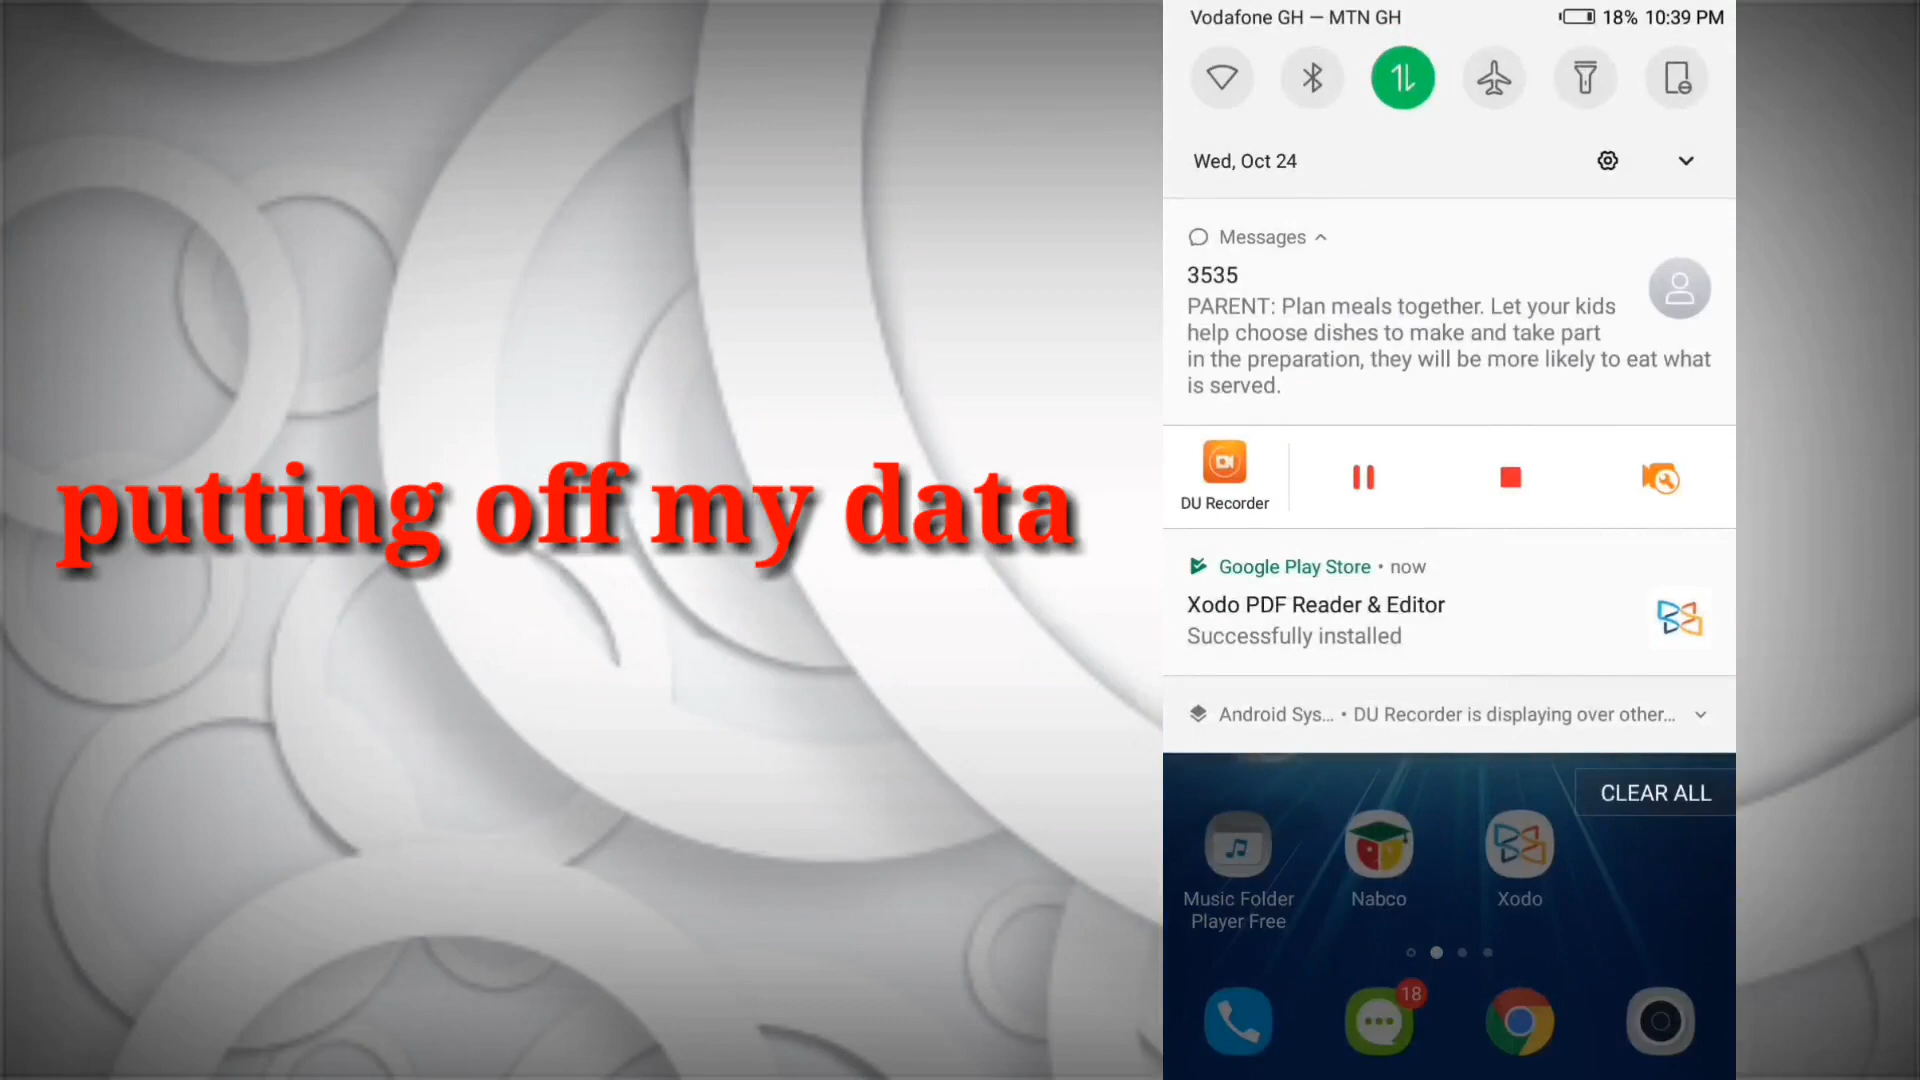 Vodafone GH — MTN GH
18% 10:39 PM
Wed, Oct 24
Messages
3535
PARENT: Plan meals together. Let your kids
help choose dishes to make and take part
in the preparation, they will be more likely to eat what
is served.
putting off my data
DU Recorder
Google Play Store • now
Xodo PDF Reader & Editor
Successfully installed
Android Sys... • DU Recorder is displaying over other...
CLEAR ALL
Music Folder
Player Free
Nabco
Xodo
18